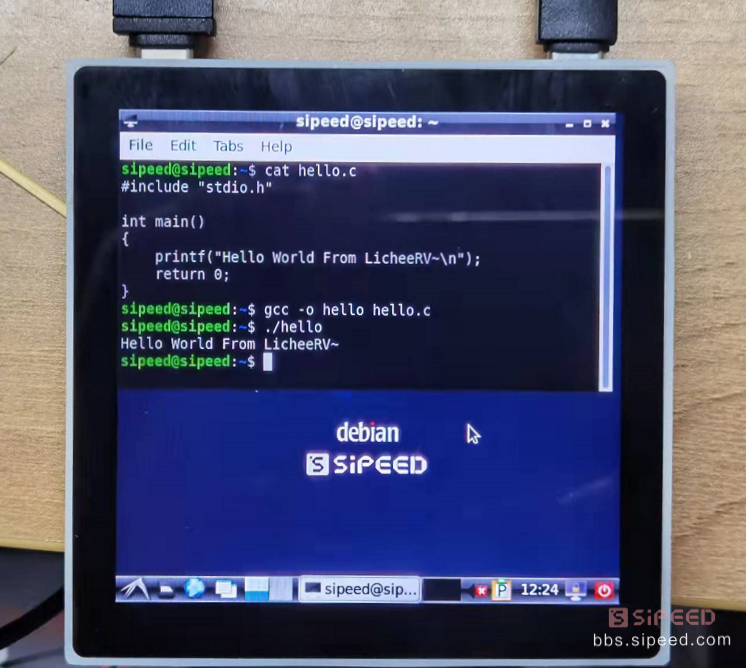 sipeed@sipeed: ~
File Edit Tabs Help
sipeed@sipeed:~$ cat hello.c
#include "stdio.h"
int main()
{
    printf("Hello World From LicheeRV~\n");
    return 0;
}
sipeed@sipeed:~$ gcc -o hello hello.c
sipeed@sipeed:~$ ./hello
Hello World From LicheeRV~
sipeed@sipeed:~$
debian
S SiPEED
sipeed@sip... P 12:24
S SiPEED
bbs.sipeed.com